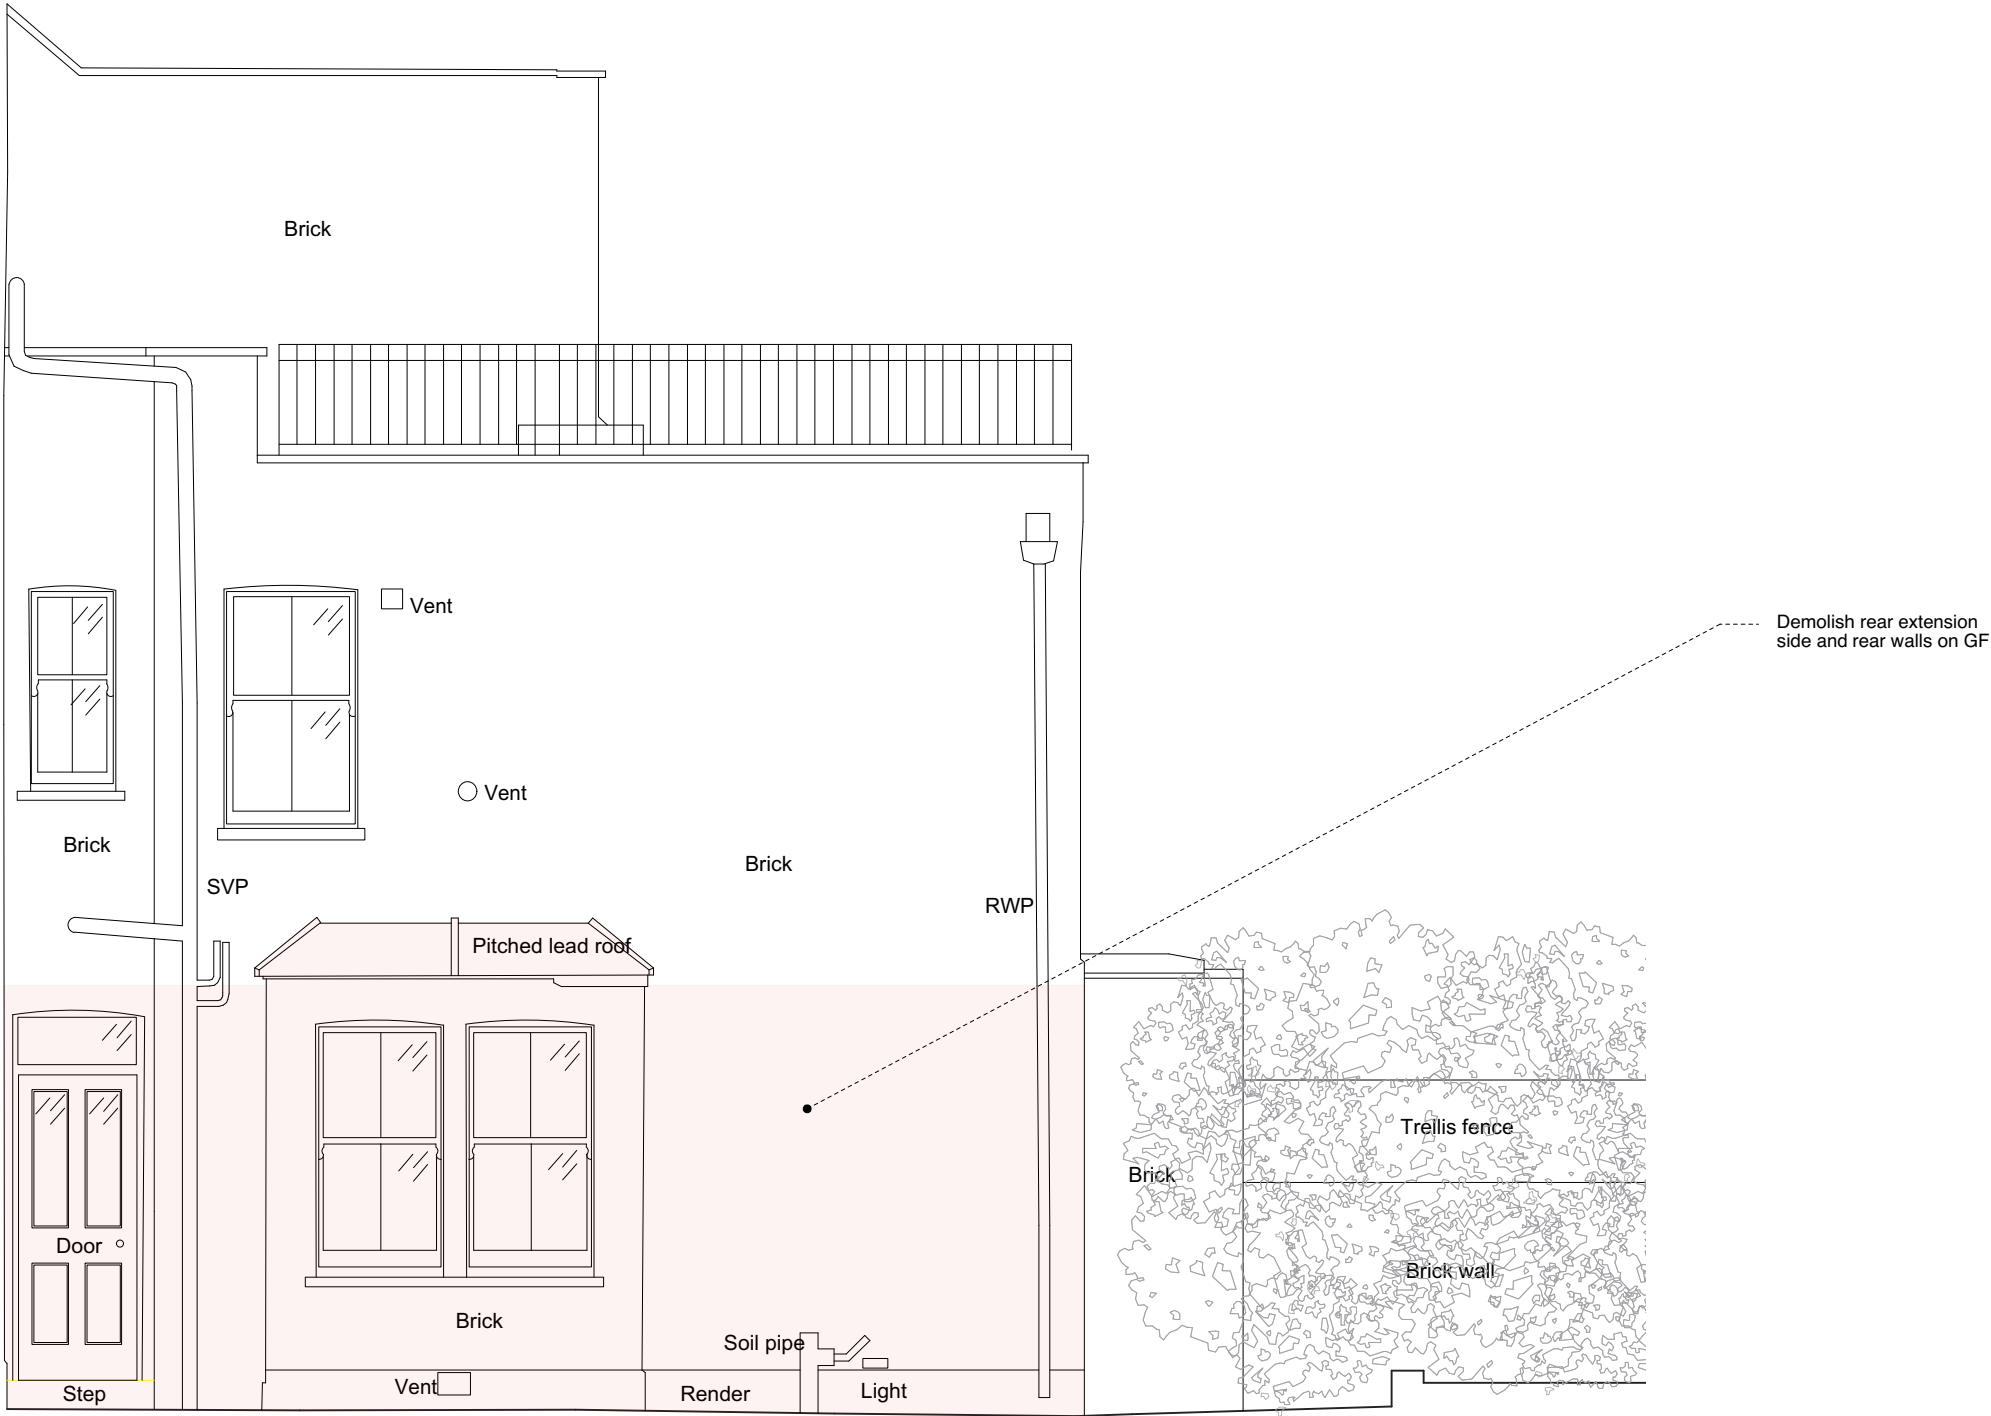 Brick
Vent
Demolish rear extension
side and rear walls on GF
Vent
Brick
Brick
SVP
RWP
Pitched lead roof
Trellis fence
Brick
Door
Brick wall
Brick
Soil pipe
Step
Vent
Render
Light